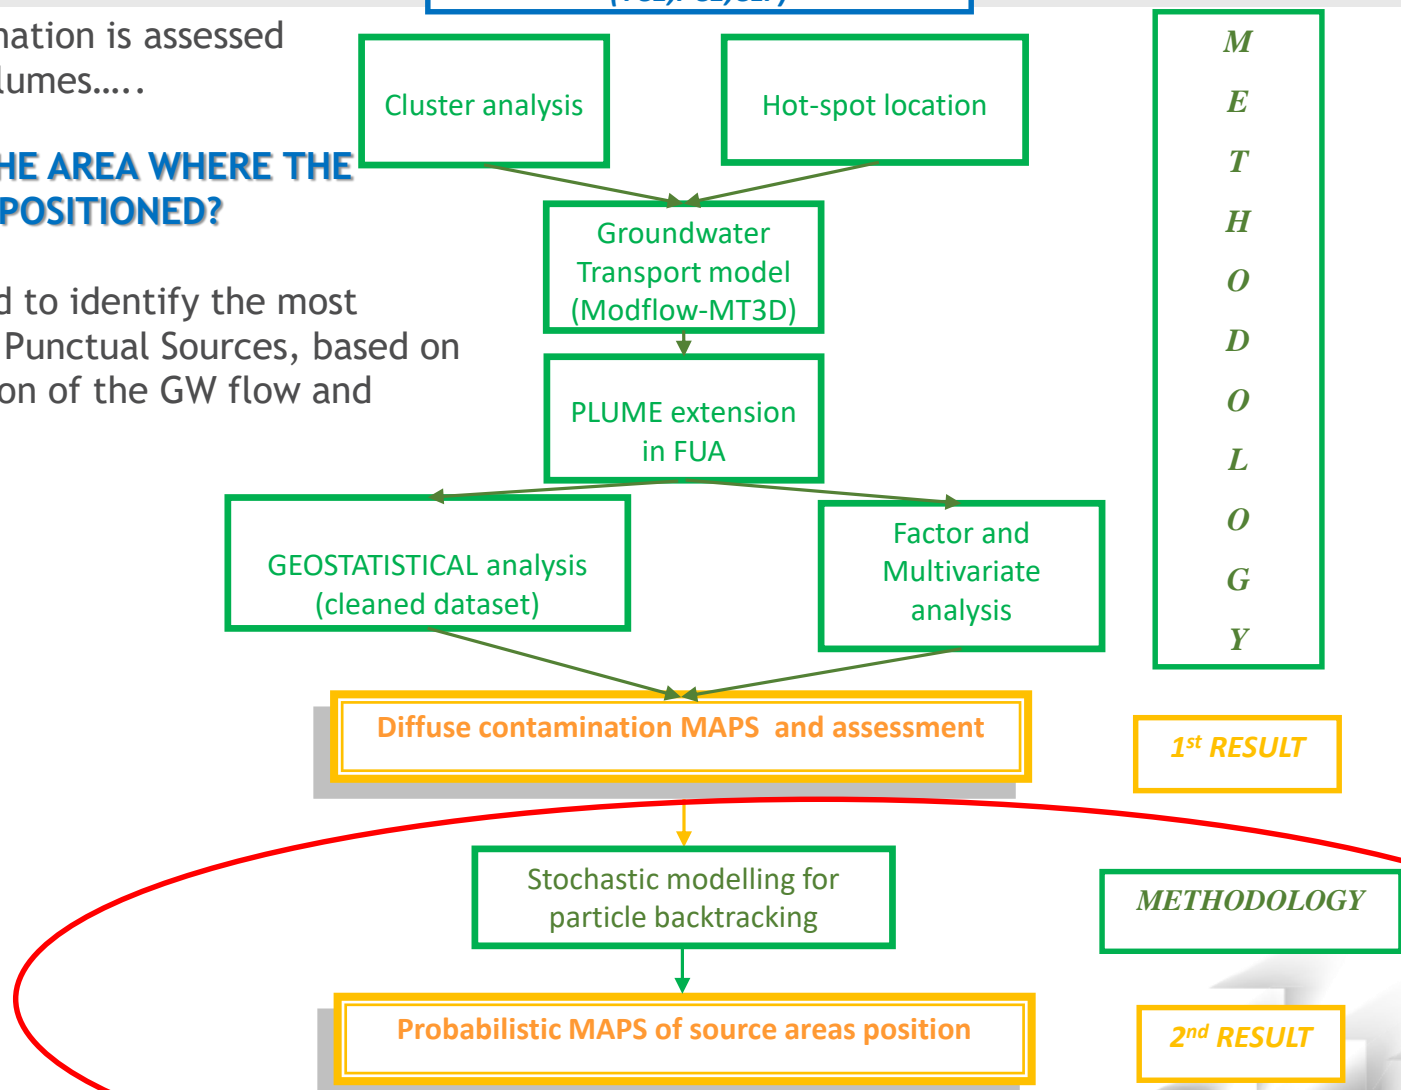 nation is assessed
lumes.....
HE AREA WHERE THE
POSITIONED?
d to identify the most
Punctual Sources, based on
on of the GW flow and
Cluster analysis
Hot-spot location
Groundwater
Transport model
(Modflow-MT3D)
PLUME extension
in FUA
GEOSTATISTICAL analysis
(cleaned dataset)
Factor and
Multivariate
analysis
M
E
T
H
O
D
O
L
O
G
Y
Diffuse contamination MAPS and assessment
1st RESULT
Stochastic modelling for
particle backtracking
METHODOLOGY
Probabilistic MAPS of source areas position
2nd RESULT